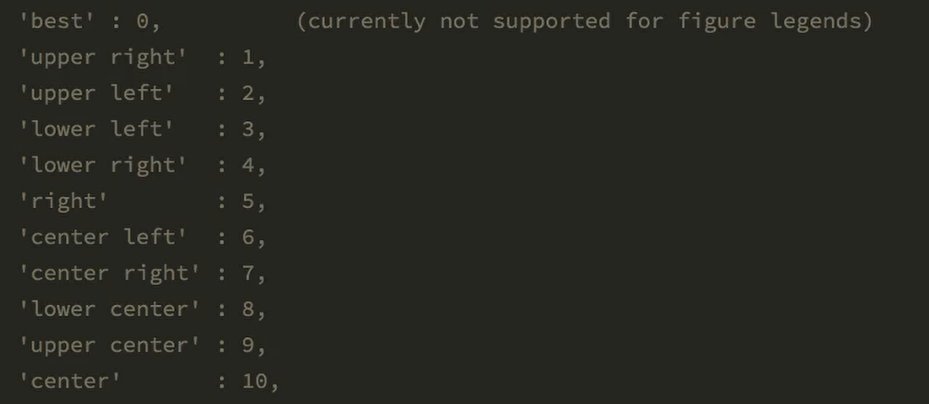 'best' : 0,          (currently not supported for figure legends)
'upper right'  : 1,
'upper left'   : 2,
'lower left'   : 3,
'lower right'  : 4,
'right'        : 5,
'center left'  : 6,
'center right' : 7,
'lower center' : 8,
'upper center' : 9,
'center'       : 10,